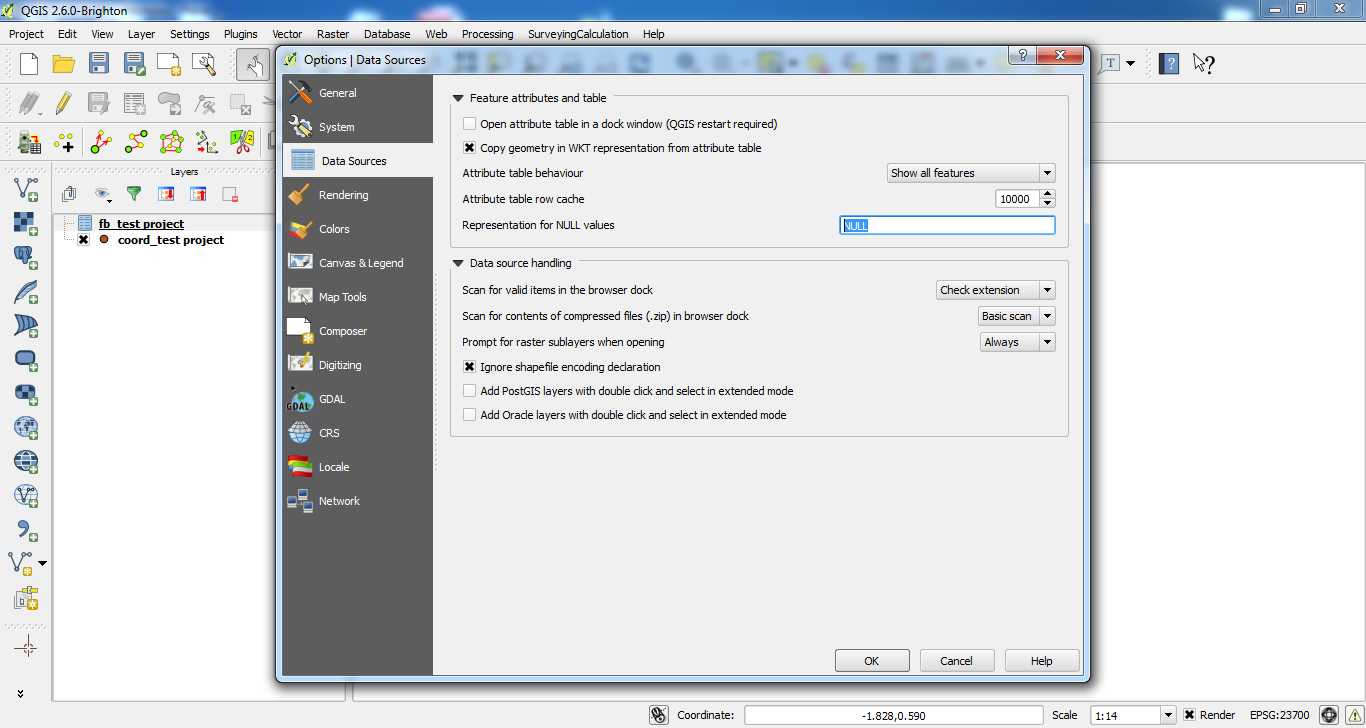 QGIS 2.6.0-Brighton
Project Edit View Layer Settings Plugins Vector Raster Database Web Processing SurveyingCalculation Help
Options | Data Sources
General
System
Data Sources
Rendering
Colors
Canvas & Legend
Map Tools
Composer
Digitizing
GDAL
GDAL
CRS
Locale
Network
Layers
fb_test project
coord_test project
Feature attributes and table
Open attribute table in a dock window (QGIS restart required)
Copy geometry in WKT representation from attribute table
Attribute table behaviour Show all features
Attribute table row cache 10000
Representation for NULL values NULL
Data source handling
Scan for valid items in the browser dock Check extension
Scan for contents of compressed files (.zip) in browser dock Basic scan
Prompt for raster sublayers when opening Always
Ignore shapefile encoding declaration
Add PostGIS layers with double click and select in extended mode
Add Oracle layers with double click and select in extended mode
OK Cancel Help
Coordinate: -1.828,0.590 Scale 1:14 Render EPSG:23700